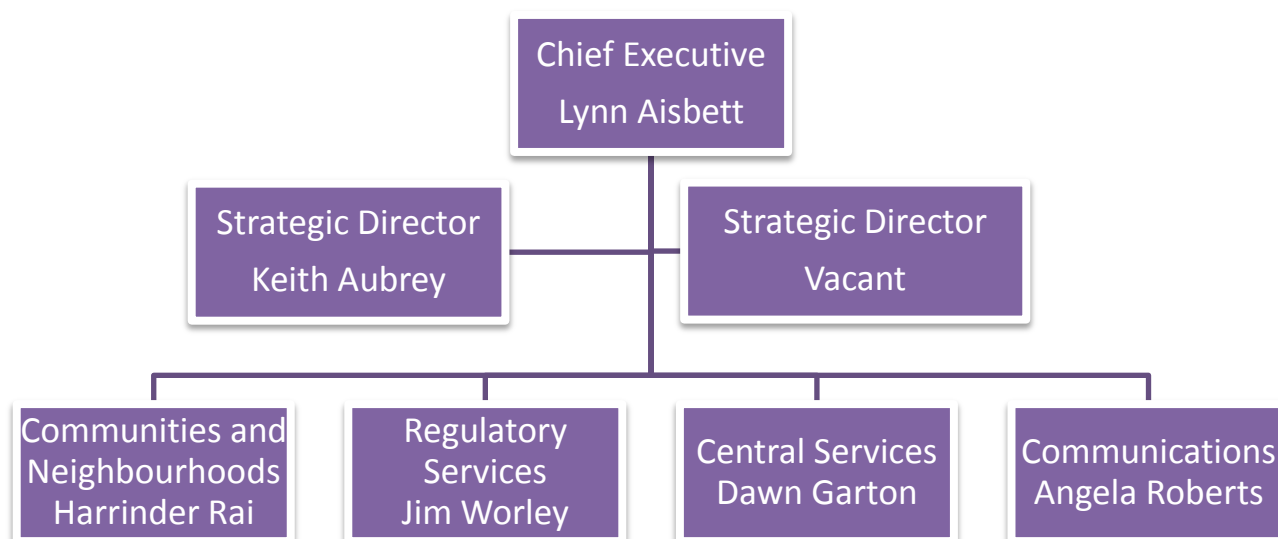 Chief Executive
Lynn Aisbett
Strategic Director
Keith Aubrey
Strategic Director
Vacant
Communities and
Neighbourhoods
Harrinder Rai
Regulatory
Services
Jim Worley
Central Services
Dawn Garton
Communications
Angela Roberts